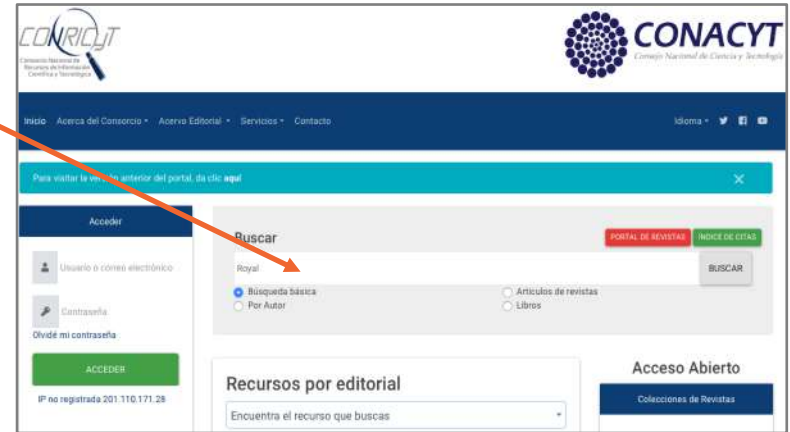 CONRICYT
Consorcio Nacional de
Recursos de Información
Científica y Tecnológica
CONACYT
Consejo Nacional de Ciencia y Tecnología
Inicio Acerca del Consorcio Acervo Editorial Servicios Contacto Idioma
Para visitar la versión anterior del portal, da clic aquí
Acceder
Usuario o correo electrónico
Contraseña
Olvidé mi contraseña
ACCEDER
IP no registrada 201.110.171.28
Buscar
PORTAL DE REVISTAS ÍNDICE DE CITAS
Royal
BUSCAR
Búsqueda básica
Artículos de revistas
Por Autor
Libros
Recursos por editorial
Encuentra el recurso que buscas
Acceso Abierto
Colecciones de Revistas